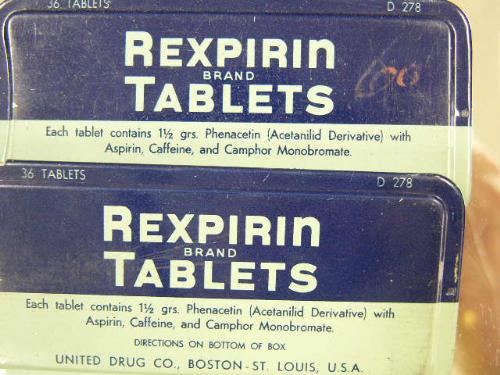 36 TABLETS D 278
REXPIRIN
BRAND
TABLETS
Each tablet contains 1½ grs. Phenacetin (Acetanilid Derivative) with
Aspirin, Caffeine, and Camphor Monobromate.
36 TABLETS D 278
REXPIRIN
BRAND
TABLETS
Each tablet contains 1½ grs. Phenacetin (Acetanilid Derivative) with
Aspirin, Caffeine, and Camphor Monobromate.
DIRECTIONS ON BOTTOM OF BOX
UNITED DRUG CO., BOSTON - ST. LOUIS, U.S.A.